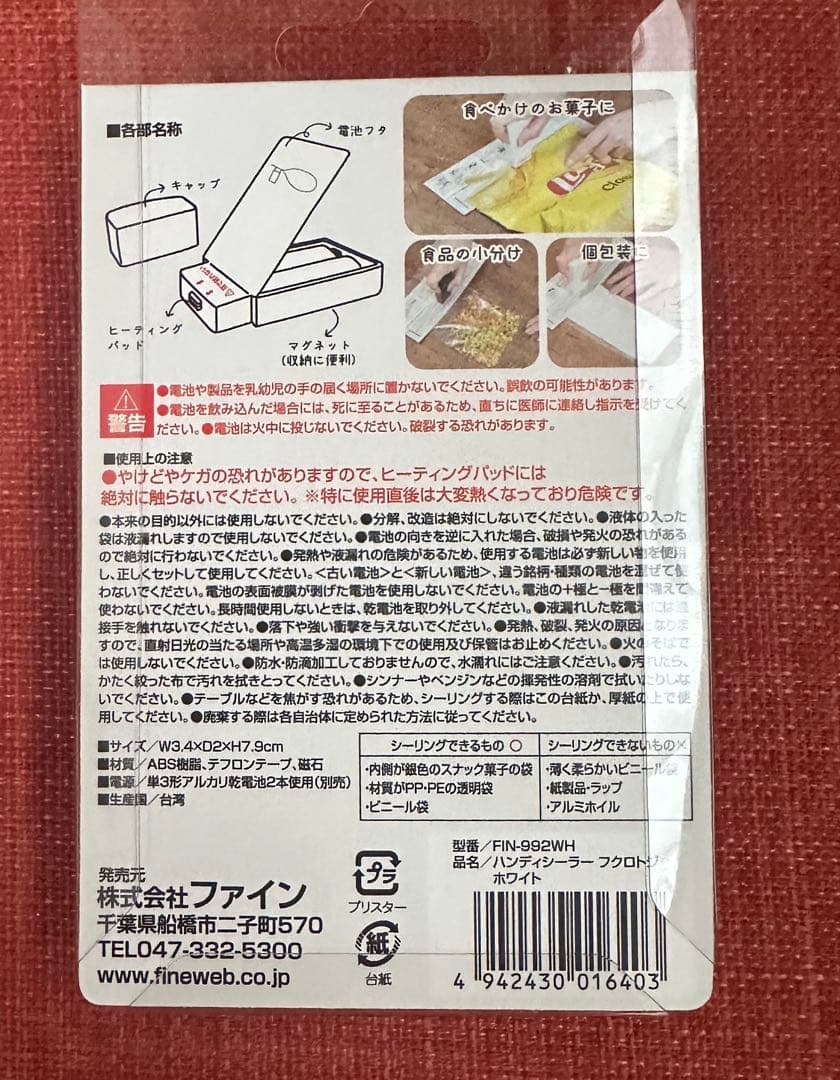 ■各部名称
電池フタ
キャップ
ヒーティング
パッド
マグネット
(収納に便利)
食べかけのお菓子に
食品の小分け
個包装に
警告
●電池や製品を乳幼児の手の届く場所に置かないでください。誤飲の可能性があります。
●電池を飲み込んだ場合には、死に至ることがあるため、直ちに医師に連絡し指示を受けてく
ださい。●電池は火中に投じないでください。破裂する恐れがあります。
■使用上の注意
●やけどやケガの恐れがありますので、ヒーティングパッドには
絶対に触らないでください。※特に使用直後は大変熱くなっており危険です。
●本来の目的以外には使用しないでください。●分解、改造は絶対にしないでください。●液体の入った
袋は液漏れしますので使用しないでください。●電池の向きを逆に入れた場合、破損や発火の恐れがある
ので絶対に行わないでください。●発熱や液漏れの危険があるため、使用する電池は必ず新しい物を使用
し、正しくセットして使用してください。<古い電池>と<新しい電池>、違う銘柄・種類の電池を混ぜて使
わないでください。電池の表面被膜が剥げた電池を使用しないでください。電池の+極と-極を間違えて
使わないでください。長時間使用しないときは、乾電池を取り外してください。●液漏れした乾電池には直
接手を触れないでください。●落下や強い衝撃を与えないでください。●発熱、破裂、発火の原因となりま
すので、直射日光の当たる場所や高温多湿の環境下での使用及び保管はお止めください。●火のそばで
は使用しないでください。●防水・防滴加工しておりませんので、水濡れにはご注意ください。●汚れたら、
かたく絞った布で汚れを拭きとってください。●シンナーやベンジンなどの揮発性の溶剤で拭いたりしな
いでください。●テーブルなどを焦がす恐れがあるため、シーリングする際はこの台紙か、厚紙の上で使
用してください。●廃棄する際は各自治体に定められた方法に従ってください。
■サイズ/W3.4×D2×H7.9cm
■材質/ABS樹脂、テフロンテープ、磁石
■電源/単3形アルカリ乾電池2本使用(別売)
■生産国/台湾
シーリングできるもの ○
・内側が銀色のスナック菓子の袋
・材質がPP・PEの透明袋
・ビニール袋
シーリングできないもの×
・薄く柔らかいビニール袋
・紙製品・ラップ
・アルミホイル
型番/FIN-992WH
品名/ハンディシーラー フクロトジ
ホワイト
発売元
株式会社ファイン
千葉県船橋市二子町570
TEL047-332-5300
www.fineweb.co.jp
プラ
ブリスター
紙
台紙
4 942430 016403